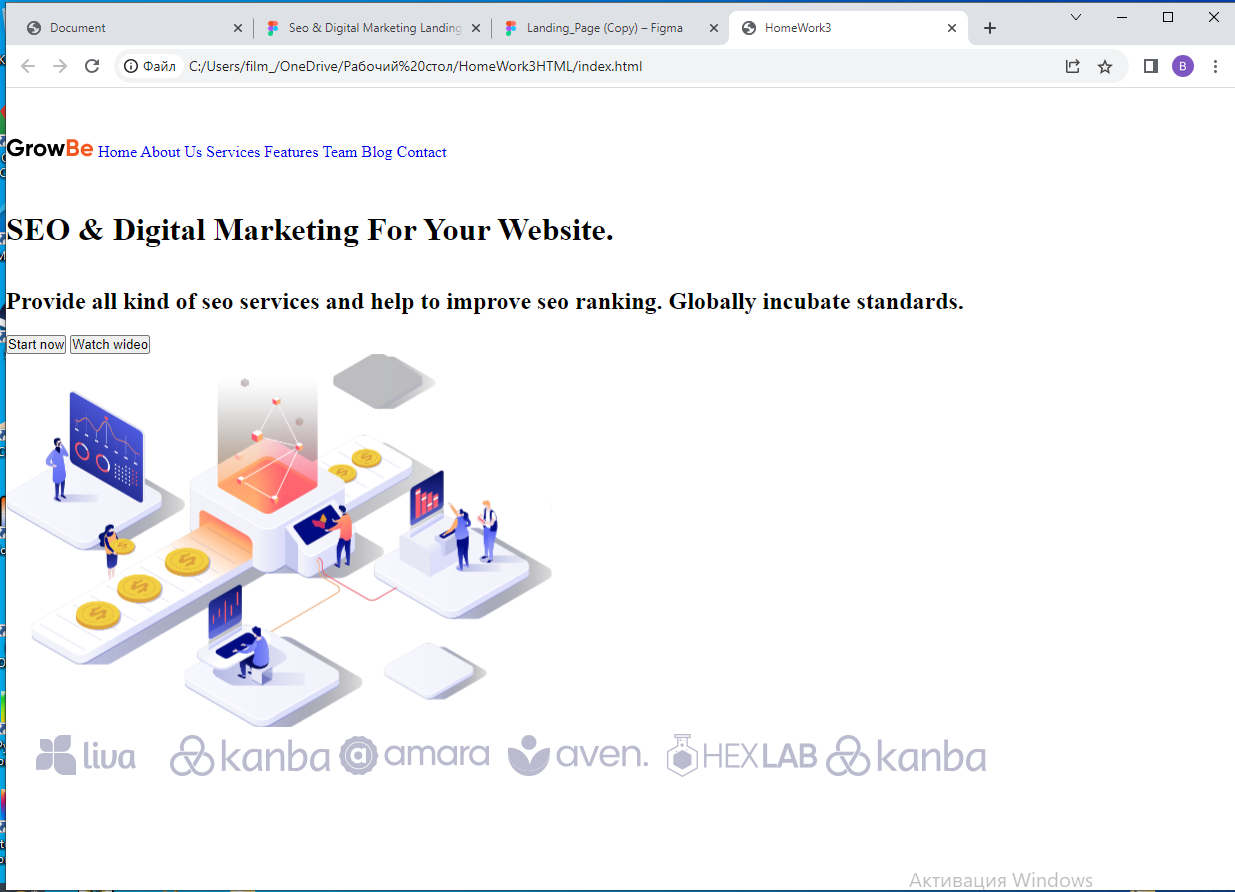 Document
Seo & Digital Marketing Landing
Landing_Page (Copy) – Figma
HomeWork3
Файл C:/Users/film_/OneDrive/Рабочий%20стол/HomeWork3HTML/index.html
B
GrowBe Home About Us Services Features Team Blog Contact
SEO & Digital Marketing For Your Website.
Provide all kind of seo services and help to improve seo ranking. Globally incubate standards.
Start now Watch wideo
liva kanba amara aven. HEXLAB kanba
Активация Windows